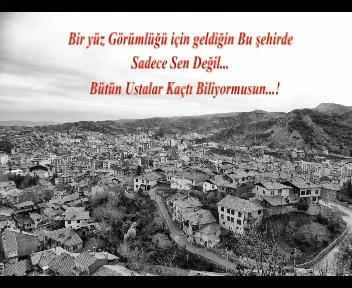 Bir yüz Görümlüğü için geldiğin Bu şehirde
Sadece Sen Değil...
Bütün Ustalar Kaçtı Biliyormusun...!